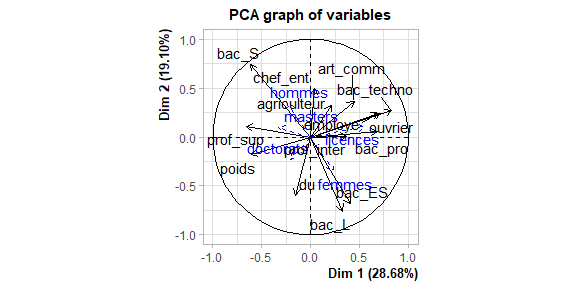 PCA graph of variables
Dim 2 (19.10%)
1.0
0.5
0.0
-0.5
-1.0
bac_S
chef_ent
art_comm
hommes
bac_techno
agriculteur
masters
employe
ouvrier
prof_sup
licences
doctorats
prof_inter
bac_pro
poids
du
femmes
bac_ES
bac_L
-1.0
-0.5
0.0
0.5
1.0
Dim 1 (28.68%)